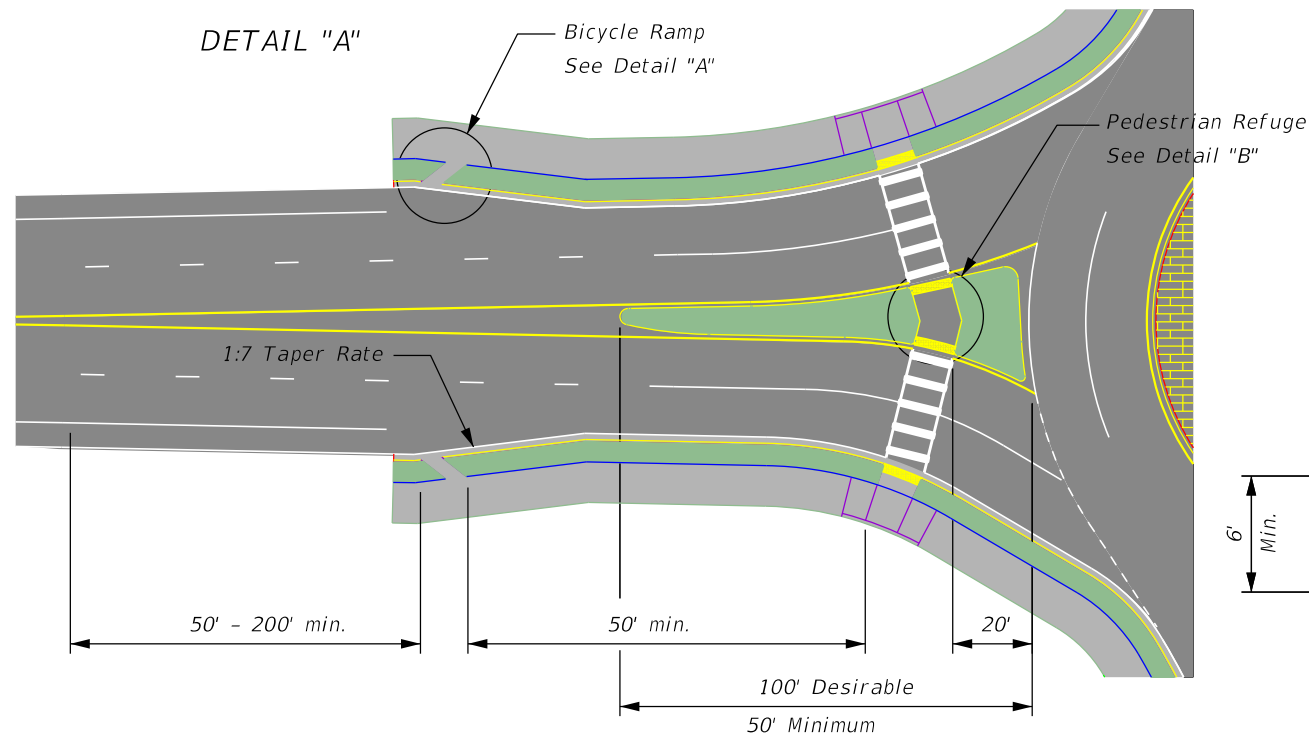 DETAIL "A"
Bicycle Ramp
See Detail "A"
Pedestrian Refuge
See Detail "B"
1:7 Taper Rate
6'
Min.
50' - 200' min.
50' min.
20'
100' Desirable
50' Minimum